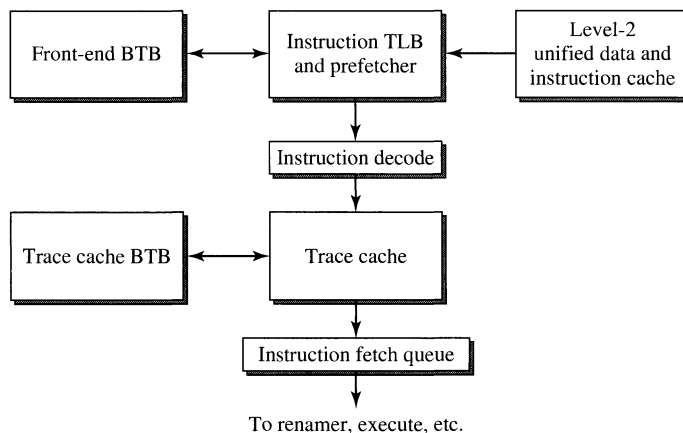 Front-end BTB
Instruction TLB
and prefetcher
Level-2
unified data and
instruction cache
Instruction decode
Trace cache BTB
Trace cache
Instruction fetch queue
To renamer, execute, etc.